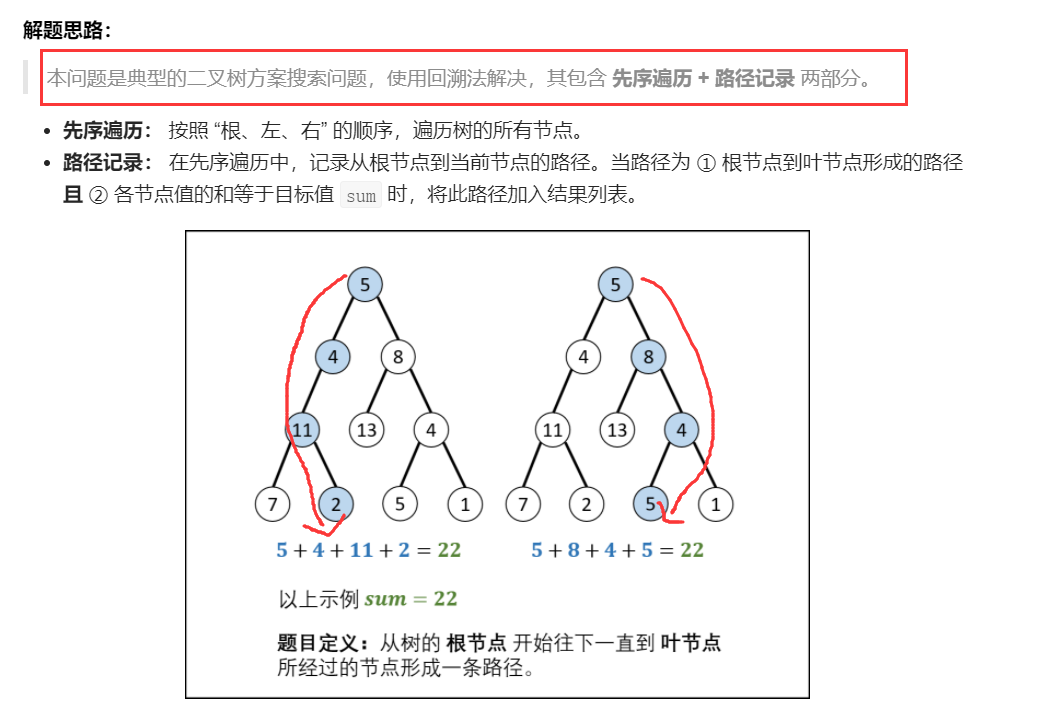 解题思路：
本问题是典型的二叉树方案搜索问题，使用回溯法解决，其包含 先序遍历 + 路径记录 两部分。
• 先序遍历： 按照 “根、左、右” 的顺序，遍历树的所有节点。
• 路径记录： 在先序遍历中，记录从根节点到当前节点的路径。当路径为 ① 根节点到叶节点形成的路径
且 ② 各节点值的和等于目标值 sum 时，将此路径加入结果列表。
5 5
4 8 4 8
11 13 4 11 13 4
7 2 5 1 7 2 5 1
5 + 4 + 11 + 2 = 22 5 + 8 + 4 + 5 = 22
以上示例 sum = 22
题目定义：从树的 根节点 开始往下一直到 叶节点
所经过的节点形成一条路径。